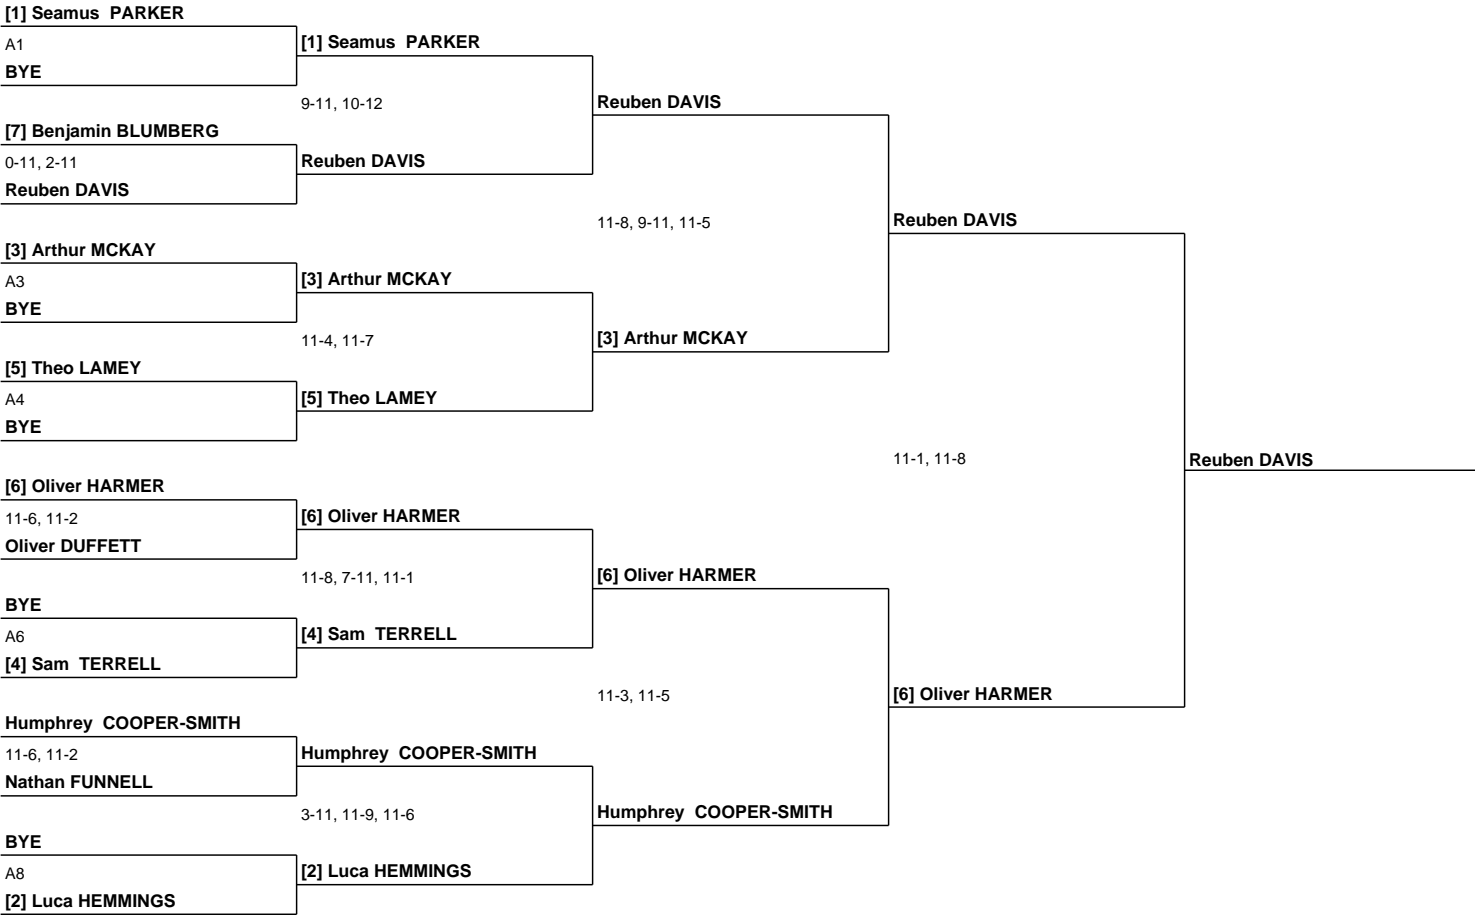 [1] Seamus  PARKER
A1
BYE
[7] Benjamin BLUMBERG
0-11, 2-11
Reuben DAVIS
[3] Arthur MCKAY
A3
BYE
[5] Theo LAMEY
A4
BYE
[6] Oliver HARMER
11-6, 11-2
Oliver DUFFETT
BYE
A6
[4] Sam  TERRELL
Humphrey  COOPER-SMITH
11-6, 11-2
Nathan FUNNELL
BYE
A8
[2] Luca HEMMINGS
[1] Seamus  PARKER
9-11, 10-12
Reuben DAVIS
[3] Arthur MCKAY
11-4, 11-7
[5] Theo LAMEY
[6] Oliver HARMER
11-8, 7-11, 11-1
[4] Sam  TERRELL
Humphrey  COOPER-SMITH
3-11, 11-9, 11-6
[2] Luca HEMMINGS
Reuben DAVIS
11-8, 9-11, 11-5
[3] Arthur MCKAY
[6] Oliver HARMER
11-3, 11-5
Humphrey  COOPER-SMITH
Reuben DAVIS
11-1, 11-8
[6] Oliver HARMER
Reuben DAVIS